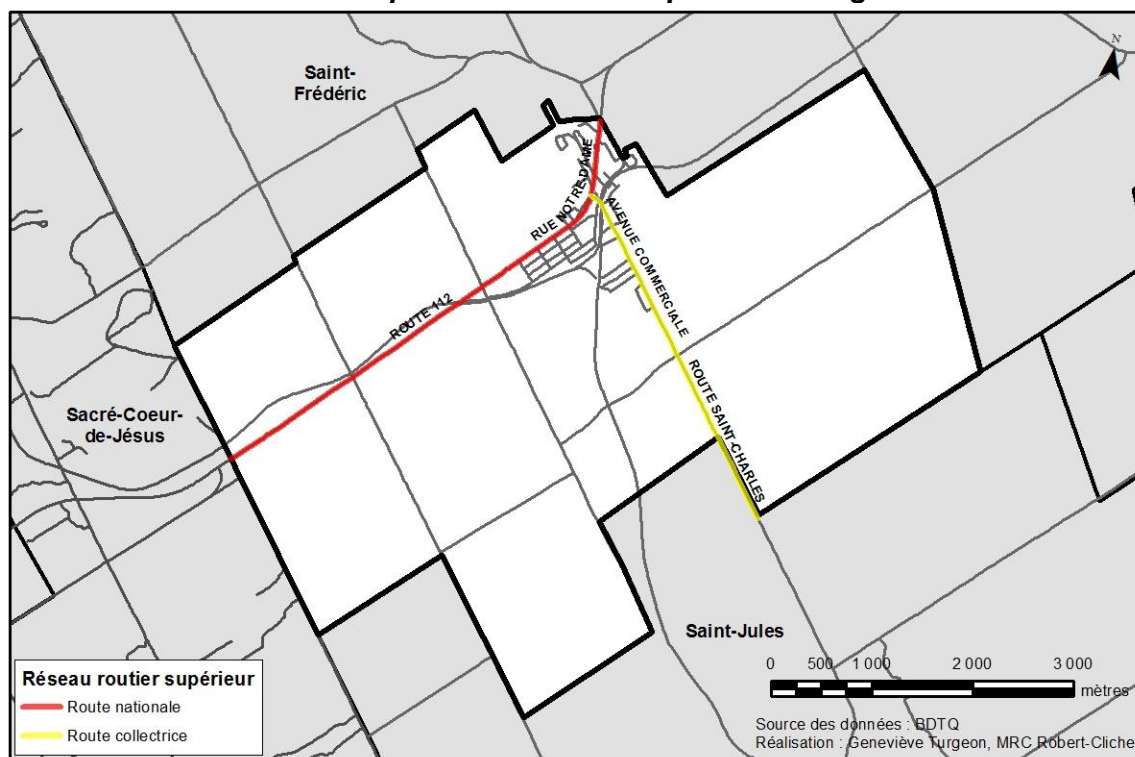 N
Saint-
Frédéric
RUE NOTRE-DAME
AVENUE COMMERCIALE
ROUTE 112
ROUTE SAINT-CHARLES
Sacré-Coeur-
de-Jésus
Saint-Jules
Réseau routier supérieur
Route nationale
Route collectrice
0 500 1 000 2 000 3 000
mètres
Source des données : BDTQ
Réalisation : Geneviève Turgeon, MRC Robert-Cliche